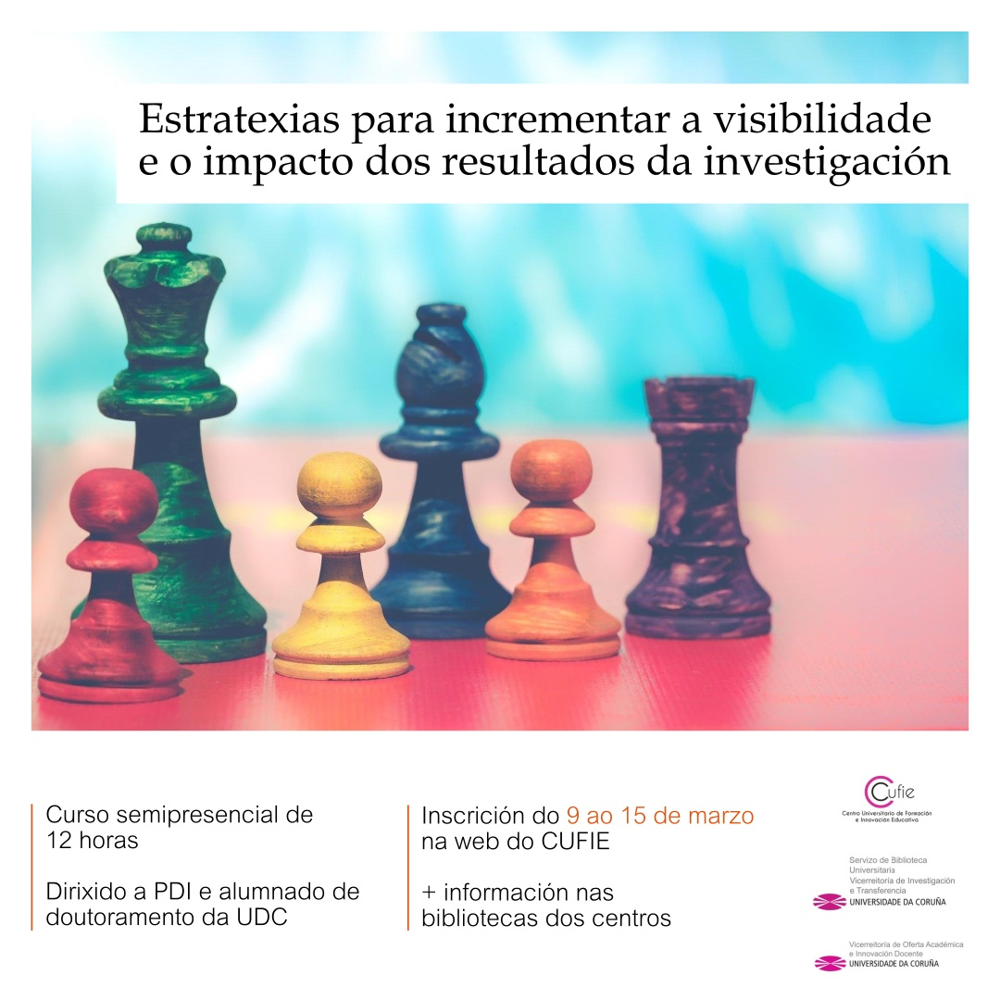 Estratexias para incrementar a visibilidade
e o impacto dos resultados da investigación
Curso semipresencial de
12 horas
Dirixido a PDI e alumnado de
doutoramento da UDC
Inscrición do 9 ao 15 de marzo
na web do CUFIE
+ información nas
bibliotecas dos centros
Cufie
Centro Universitario de Formación
e Innovación Educativa
Servizo de Biblioteca
Universitaria
Vicerreitoría de Investigación
e Transferencia
UNIVERSIDADE DA CORUÑA
Vicerreitoría de Oferta Académica
e Innovación Docente
UNIVERSIDADE DA CORUÑA